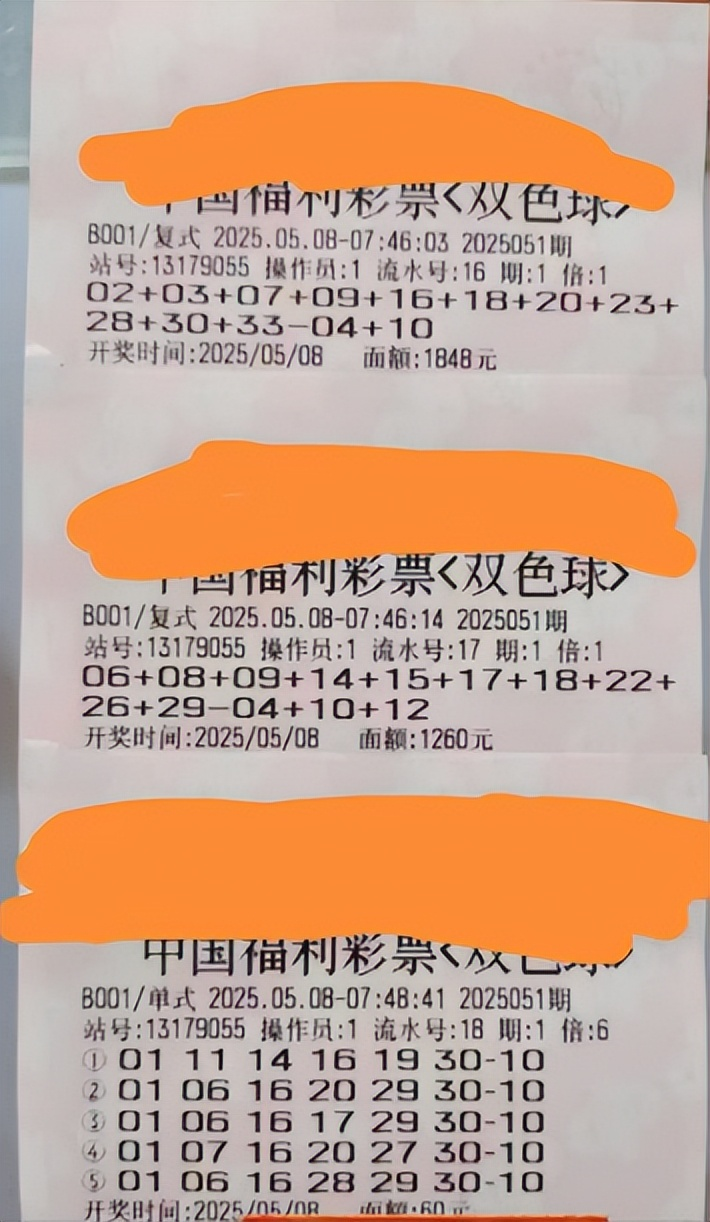 中国福利彩票<双色球>
B001/复式 2025.05.08-07:46:03 2025051期
站号:13179055 操作员:1 流水号:16 期:1 倍:1
02+03+07+09+16+18+20+23+
28+30+33-04+10
开奖时间:2025/05/08 面额:1848元
中国福利彩票<双色球>
B001/复式 2025.05.08-07:46:14 2025051期
站号:13179055 操作员:1 流水号:17 期:1 倍:1
06+08+09+14+15+17+18+22+
26+29-04+10+12
开奖时间:2025/05/08 面额:1260元
中国福利彩票<双色球>
B001/单式 2025.05.08-07:48:41 2025051期
站号:13179055 操作员:1 流水号:18 期:1 倍:6
① 01 11 14 16 19 30-10
② 01 06 16 20 29 30-10
③ 01 06 16 17 29 30-10
④ 01 07 16 20 27 30-10
⑤ 01 06 16 28 29 30-10
开奖时间:2025/05/08 面额:60元